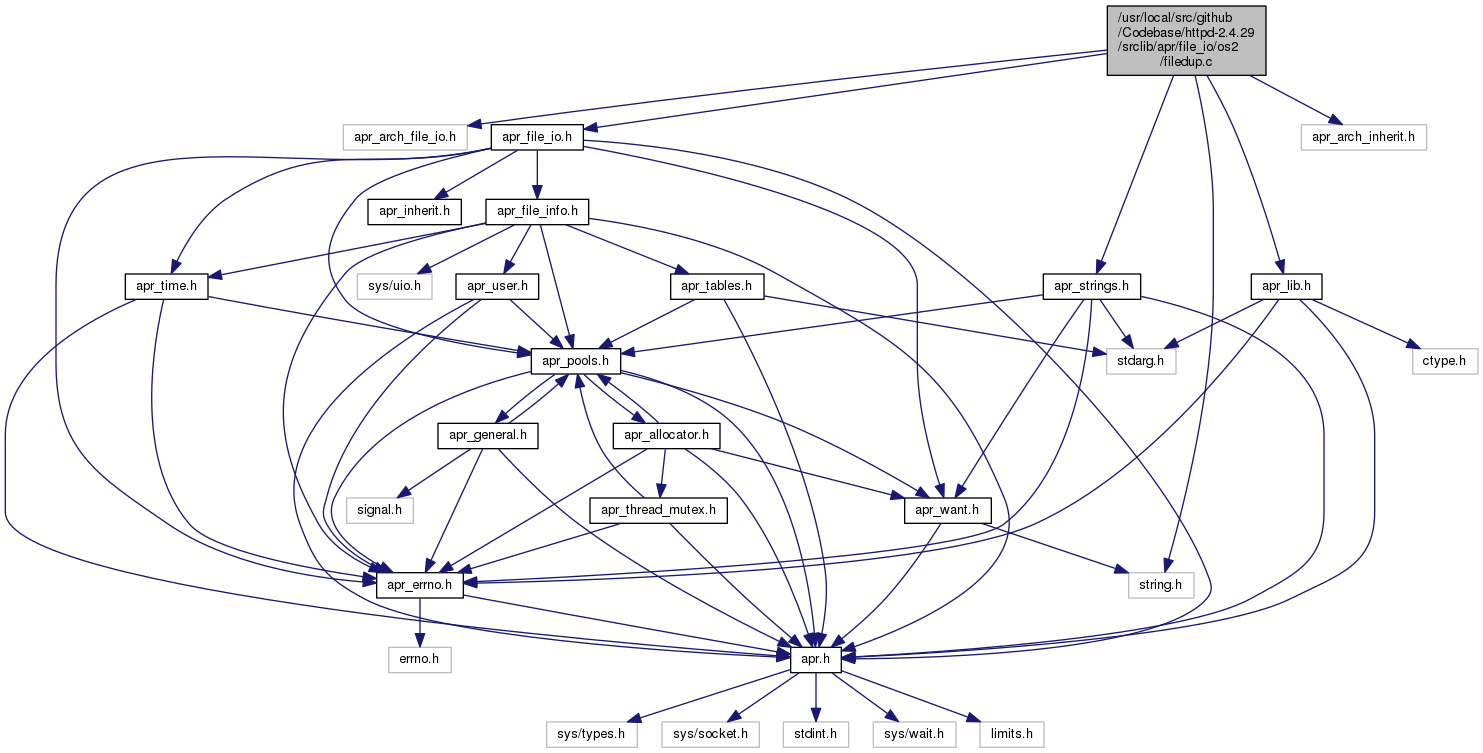 /usr/local/src/github
/Codebase/httpd-2.4.29
/srclib/apr/file_io/os2
/filedup.c
apr_arch_file_io.h
apr_file_io.h
apr_arch_inherit.h
apr_inherit.h
apr_file_info.h
apr_time.h
sys/uio.h
apr_user.h
apr_tables.h
apr_strings.h
apr_lib.h
apr_pools.h
stdarg.h
ctype.h
apr_general.h
apr_allocator.h
signal.h
apr_thread_mutex.h
apr_want.h
apr_errno.h
string.h
errno.h
apr.h
sys/types.h
sys/socket.h
stdint.h
sys/wait.h
limits.h